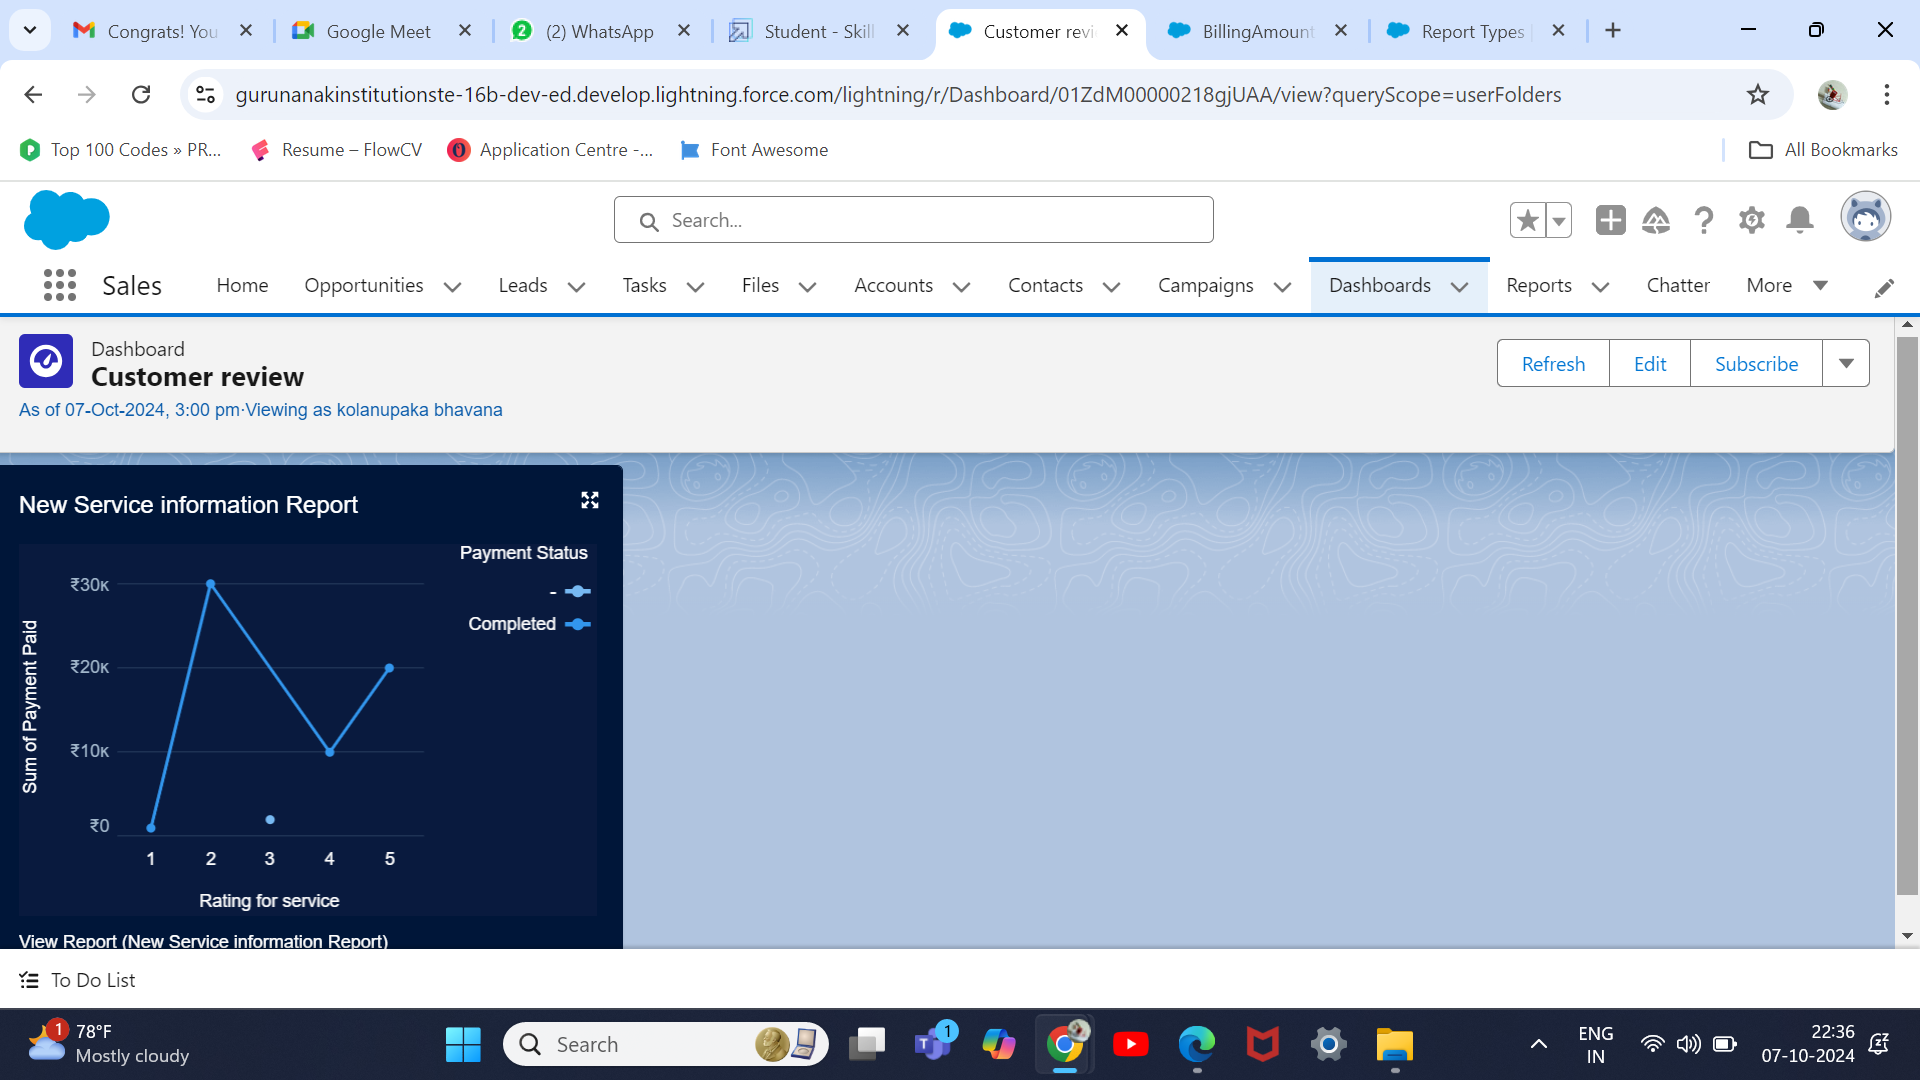 Congrats! You
Google Meet
2
(2) WhatsApp
Student - Skill
Customer revi
BillingAmount
Report Types |
gurunanakinstitutionste-16b-dev-ed.develop.lightning.force.com/lightning/r/Dashboard/01ZdM00000218gjUAA/view?queryScope=userFolders
Top 100 Codes » PR...
Resume – FlowCV
Application Centre -...
Font Awesome
All Bookmarks
Search...
Sales
Home
Opportunities
Leads
Tasks
Files
Accounts
Contacts
Campaigns
Dashboards
Reports
Chatter
More
Dashboard
Customer review
As of 07-Oct-2024, 3:00 pm·Viewing as kolanupaka bhavana
Refresh
Edit
Subscribe
New Service information Report
Payment Status
-
Completed
Sum of Payment Paid
₹30K
₹20K
₹10K
₹0
1 2 3 4 5
Rating for service
View Report (New Service information Report)
To Do List
1
78°F
Mostly cloudy
Search
1
ENG
IN
22:36
07-10-2024